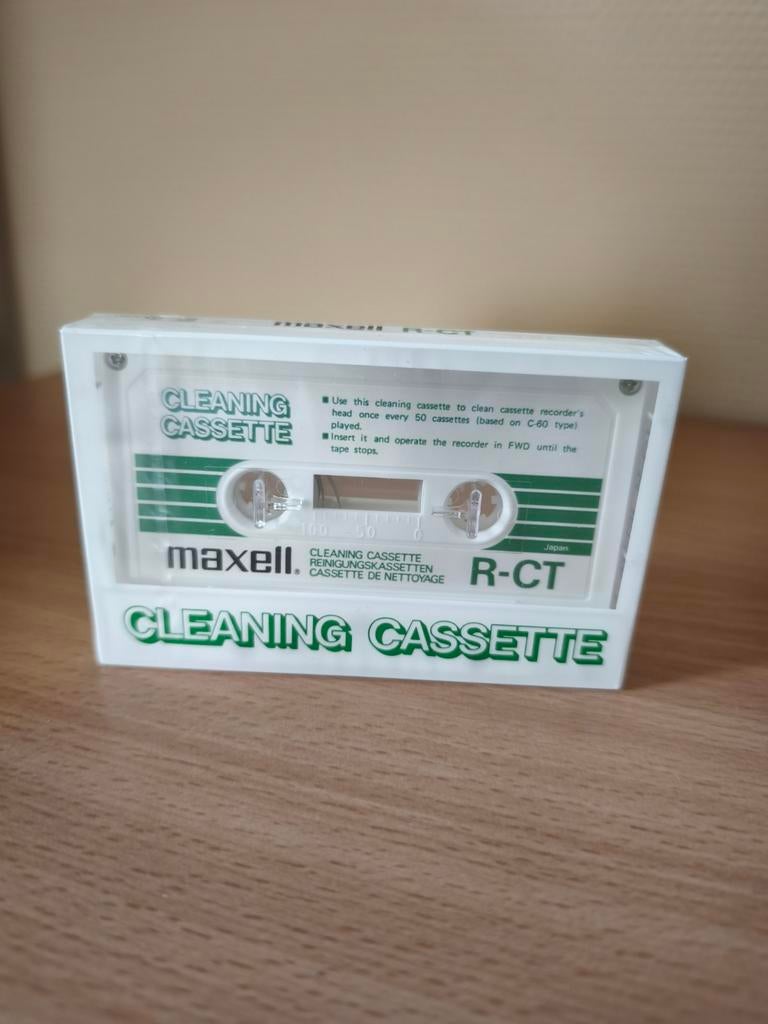 maxell R-CT
CLEANING
CASSETTE
■ Use this cleaning cassette to clean cassette recorder's
head once every 50 cassettes (based on C-60 type)
played.
■ Insert it and operate the recorder in FWD until the
tape stops.
100 50 0
Japan
maxell®
CLEANING CASSETTE
REINIGUNGSKASSETTEN
CASSETTE DE NETTOYAGE
R-CT
CLEANING CASSETTE